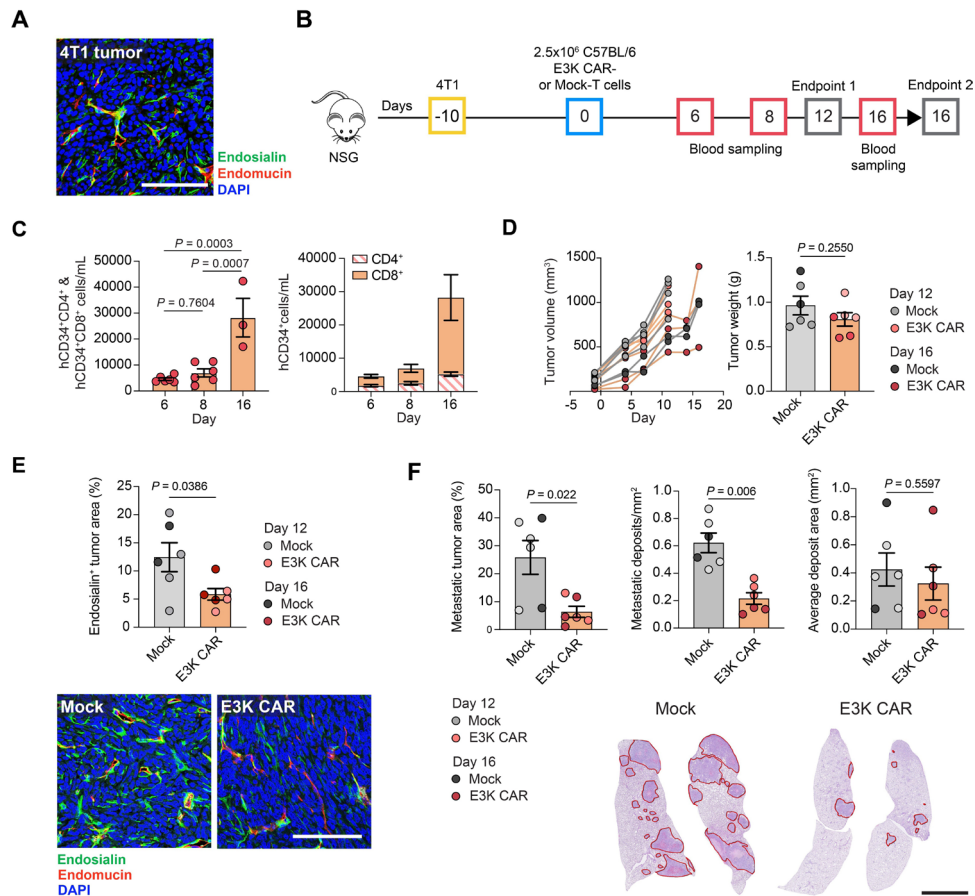 A
4T1 tumor
Endosialin
Endomucin
DAPI
B
2.5x10⁶ C57BL/6
E3K CAR-
or Mock-T cells
4T1
Endpoint 1
Endpoint 2
Days
-10
0
6
8
12
16
16
NSG
Blood sampling
Blood
sampling
C
hCD34⁺CD4⁺ &
hCD34⁺CD8⁺ cells/mL
P = 0.0003
P = 0.0007
P = 0.7604
50000
40000
30000
20000
10000
0
6 8 16
Day
hCD34⁺cells/mL
CD4⁺
CD8⁺
40000
30000
20000
10000
0
6 8 16
Day
D
Tumor volume (mm³)
1500
1000
500
0
-5 0 5 10 15 20
Day
Tumor weight (g)
P = 0.2550
1.5
1.0
0.5
0.0
Mock
E3K CAR
Day 12
Mock
E3K CAR
Day 16
Mock
E3K CAR
E
Endosialin⁺ tumor area (%)
P = 0.0386
25
20
15
10
5
0
Mock
E3K CAR
Day 12
Mock
E3K CAR
Day 16
Mock
E3K CAR
Mock
E3K CAR
Endosialin
Endomucin
DAPI
F
Metastatic tumor area (%)
P = 0.022
50
40
30
20
10
0
Mock
E3K CAR
Metastatic deposits/mm²
P = 0.006
1.0
0.8
0.6
0.4
0.2
0
Mock
E3K CAR
Average deposit area (mm²)
P = 0.5597
1.0
0.8
0.6
0.4
0.2
0.0
Mock
E3K CAR
Day 12
Mock
E3K CAR
Day 16
Mock
E3K CAR
Mock
E3K CAR